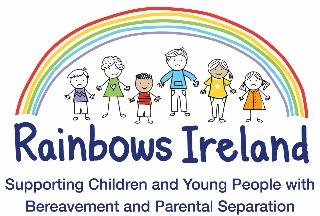 Rainbows Ireland
Supporting Children and Young People with
Bereavement and Parental Separation